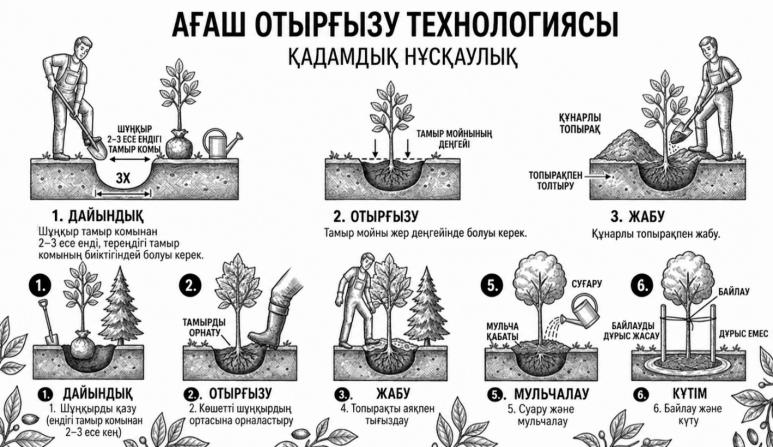 АҒАШ ОТЫРҒЫЗУ ТЕХНОЛОГИЯСЫ
ҚАДАМДЫҚ НҰСҚАУЛЫҚ
ШҰҢҚЫР
2–3 ЕСЕ ЕНДІГІ
ТАМЫР КОМЫ
3X
ТАМЫР МОЙНЫНЫҢ
ДЕҢГЕЙІ
ҚҰНАРЛЫ
ТОПЫРАҚ
ТОПЫРАҚПЕН
ТОЛТЫРУ
1. ДАЙЫНДЫҚ
Шұңқыр тамыр комынан
2–3 есе енді, тереңдігі тамыр
комының биіктігіндей болуы керек.
2. ОТЫРҒЫЗУ
Тамыр мойны жер деңгейінде болуы керек.
3. ЖАБУ
Құнарлы топырақпен жабу.
1.
2.
ТАМЫРДЫ
ОРНАТУ
5.
СУҒАРУ
МУЛЬЧА
ҚАБАТЫ
6.
БАЙЛАУ
БАЙЛАУДЫ
ДҰРЫС ЖАСАУ
ДҰРЫС ЕМЕС
1. ДАЙЫНДЫҚ
1. Шұңқырды қазу
(ендігі тамыр комынан
2–3 есе кең)
2. ОТЫРҒЫЗУ
2. Көшетті шұңқырдың
ортасына орналастыру
3. ЖАБУ
4. Топырақты аяқпен
тығыздау
5. МУЛЬЧАЛАУ
5. Суару және
мульчалау
6. КҮТІМ
6. Байлау және
күту